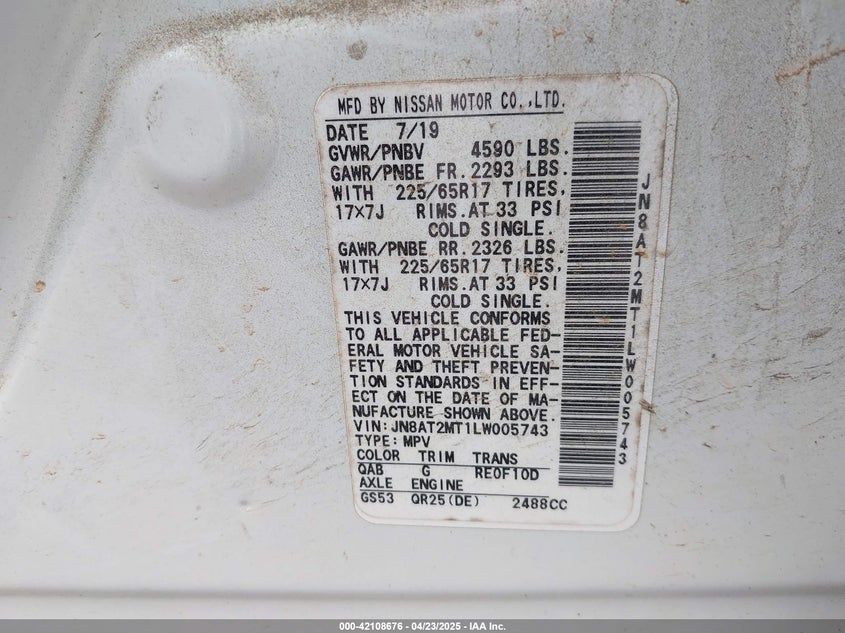 MFD BY NISSAN MOTOR CO.,LTD.
DATE 7/19
GVWR/PNBV 4590 LBS.
GAWR/PNBE FR. 2293 LBS.
WITH 225/65R17 TIRES,
17×7J RIMS.AT 33 PSI
COLD SINGLE.
GAWR/PNBE RR. 2326 LBS.
WITH 225/65R17 TIRES,
17×7J RIMS.AT 33 PSI
COLD SINGLE.
THIS VEHICLE CONFORMS
TO ALL APPLICABLE FED-
ERAL MOTOR VEHICLE SA-
FETY AND THEFT PREVEN-
TION STANDARDS IN EFF-
ECT ON THE DATE OF MA-
NUFACTURE SHOWN ABOVE.
VIN:JN8AT2MT1LW005743
TYPE:MPV
COLOR TRIM TRANS
QAB G RE0F10D
AXLE ENGINE
GS53 QR25(DE) 2488CC
JN8AT2MT1LW005743
000-42108676 - 04/23/2025 - IAA Inc.